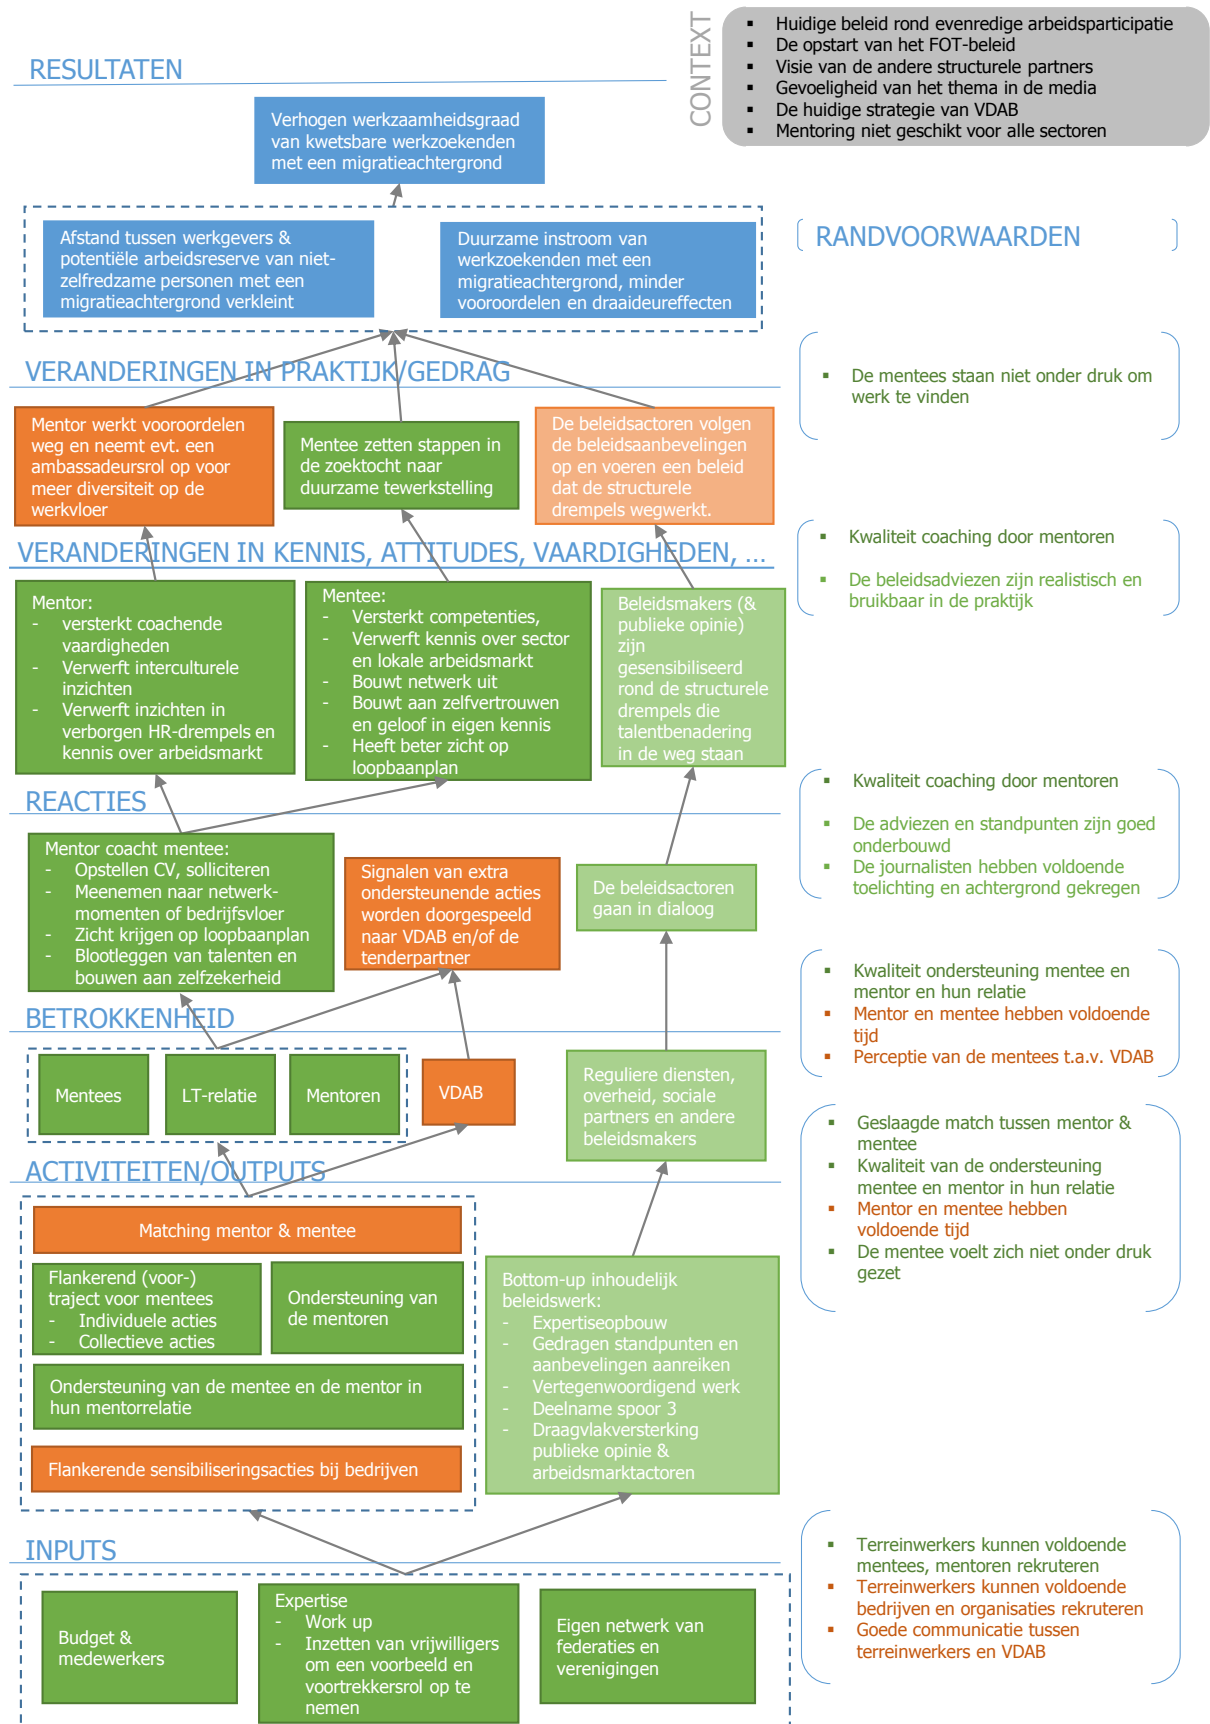 CONTEXT
▪ Huidige beleid rond evenredige arbeidsparticipatie
▪ De opstart van het FOT-beleid
▪ Visie van de andere structurele partners
▪ Gevoeligheid van het thema in de media
▪ De huidige strategie van VDAB
▪ Mentoring niet geschikt voor alle sectoren
RESULTATEN
Verhogen werkzaamheidsgraad
van kwetsbare werkzoekenden
met een migratieachtergrond
Afstand tussen werkgevers &
potentiële arbeidsreserve van niet-
zelfredzame personen met een
migratieachtergrond verkleint
Duurzame instroom van
werkzoekenden met een
migratieachtergrond, minder
vooroordelen en draaideureffecten
RANDVOORWAARDEN
VERANDERINGEN IN PRAKTIJK/GEDRAG
▪ De mentees staan niet onder druk om
werk te vinden
Mentor werkt vooroordelen
weg en neemt evt. een
ambassadeursrol op voor
meer diversiteit op de
werkvloer
Mentee zetten stappen in
de zoektocht naar
duurzame tewerkstelling
De beleidsactoren volgen
de beleidsaanbevelingen
op en voeren een beleid
dat de structurele
drempels wegwerkt.
VERANDERINGEN IN KENNIS, ATTITUDES, VAARDIGHEDEN, ...
▪ Kwaliteit coaching door mentoren
▪ De beleidsadviezen zijn realistisch en
bruikbaar in de praktijk
Mentor:
- versterkt coachende
vaardigheden
- Verwerft interculturele
inzichten
- Verwerft inzichten in
verborgen HR-drempels en
kennis over arbeidsmarkt
Mentee:
- Versterkt competenties,
- Verwerft kennis over sector
en lokale arbeidsmarkt
- Bouwt netwerk uit
- Bouwt aan zelfvertrouwen
en geloof in eigen kennis
- Heeft beter zicht op
loopbaanplan
Beleidsmakers (&
publieke opinie)
zijn
gesensibiliseerd
rond de structurele
drempels die
talentbenadering
in de weg staan
REACTIES
▪ Kwaliteit coaching door mentoren
▪ De adviezen en standpunten zijn goed
onderbouwd
▪ De journalisten hebben voldoende
toelichting en achtergrond gekregen
Mentor coacht mentee:
- Opstellen CV, solliciteren
- Meenemen naar netwerk-
momenten of bedrijfsvloer
- Zicht krijgen op loopbaanplan
- Blootleggen van talenten en
bouwen aan zelfzekerheid
Signalen van extra
ondersteunende acties
worden doorgespeeld
naar VDAB en/of de
tenderpartner
De beleidsactoren
gaan in dialoog
▪ Kwaliteit ondersteuning mentee en
mentor en hun relatie
▪ Mentor en mentee hebben voldoende
tijd
▪ Perceptie van de mentees t.a.v. VDAB
BETROKKENHEID
Mentees
LT-relatie
Mentoren
VDAB
Reguliere diensten,
overheid, sociale
partners en andere
beleidsmakers
▪ Geslaagde match tussen mentor &
mentee
▪ Kwaliteit van de ondersteuning
mentee en mentor in hun relatie
▪ Mentor en mentee hebben
voldoende tijd
▪ De mentee voelt zich niet onder druk
gezet
ACTIVITEITEN/OUTPUTS
Matching mentor & mentee
Flankerend (voor-)
traject voor mentees
- Individuele acties
- Collectieve acties
Ondersteuning van
de mentoren
Ondersteuning van de mentee en de mentor in
hun mentorrelatie
Flankerende sensibiliseringsacties bij bedrijven
Bottom-up inhoudelijk
beleidswerk:
- Expertiseopbouw
- Gedragen standpunten en
aanbevelingen aanreiken
- Vertegenwoordigend werk
- Deelname spoor 3
- Draagvlakversterking
publieke opinie &
arbeidsmarktactoren
INPUTS
▪ Terreinwerkers kunnen voldoende
mentees, mentoren rekruteren
▪ Terreinwerkers kunnen voldoende
bedrijven en organisaties rekruteren
▪ Goede communicatie tussen
terreinwerkers en VDAB
Budget &
medewerkers
Expertise
- Work up
- Inzetten van vrijwilligers
om een voorbeeld en
voortrekkersrol op te
nemen
Eigen netwerk van
federaties en
verenigingen